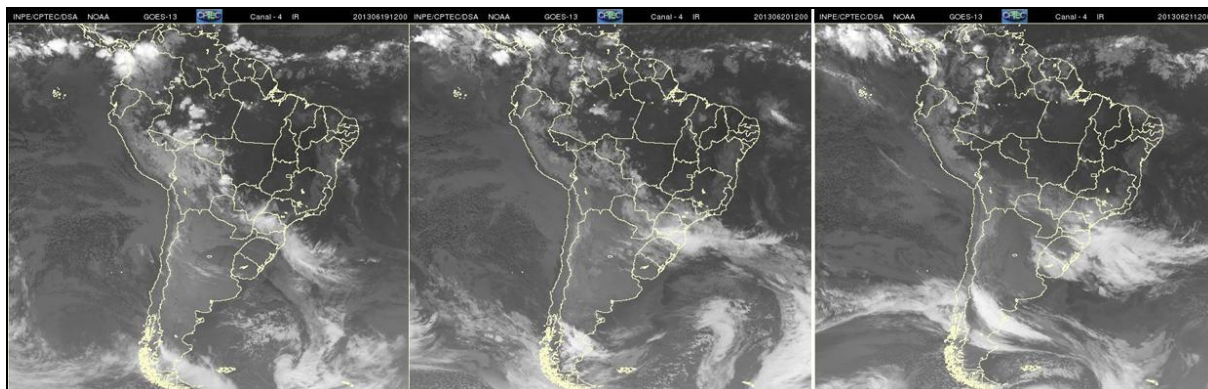 INPE/CPTEC/DSA NOAA GOES-13 CPTEC Canal - 4 IR 201306191200
INPE/CPTEC/DSA NOAA GOES-13 CPTEC Canal - 4 IR 201306201200
INPE/CPTEC/DSA NOAA GOES-13 CPTEC Canal - 4 IR 201306211200